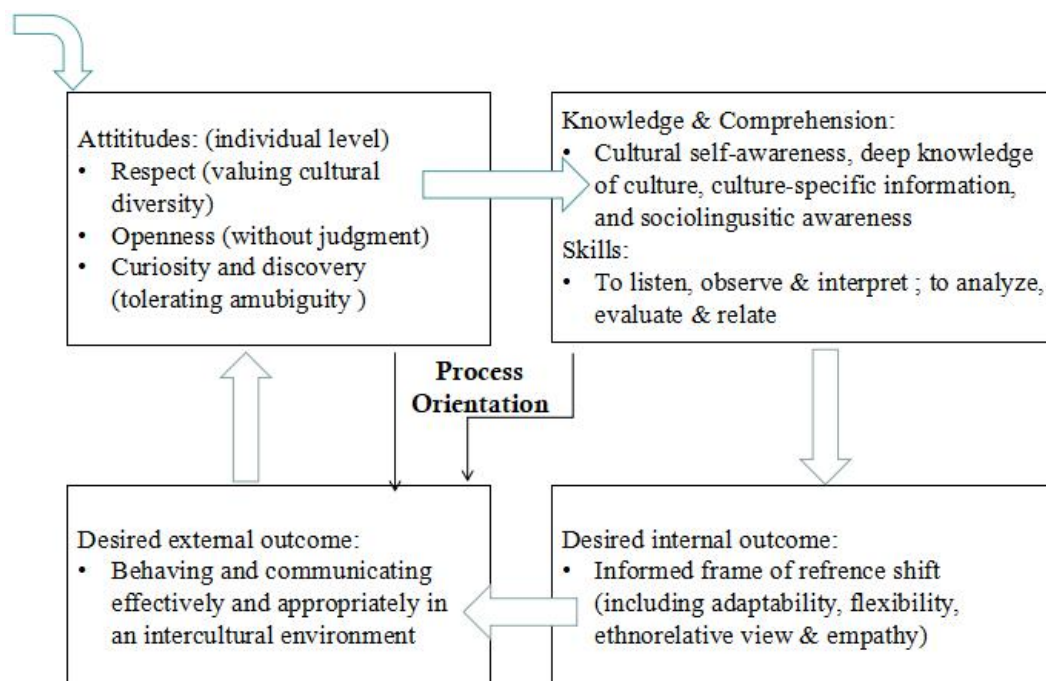 Attititudes: (individual level)
• Respect (valuing cultural
diversity)
• Openness (without judgment)
• Curiosity and discovery
(tolerating amubiguity )
Knowledge & Comprehension:
• Cultural self-awareness, deep knowledge
of culture, culture-specific information,
and sociolingusitic awareness
Skills:
• To listen, observe & interpret ; to analyze,
evaluate & relate
Process
Orientation
Desired external outcome:
• Behaving and communicating
effectively and appropriately in
an intercultural environment
Desired internal outcome:
• Informed frame of refrence shift
(including adaptability, flexibility,
ethnorelative view & empathy)